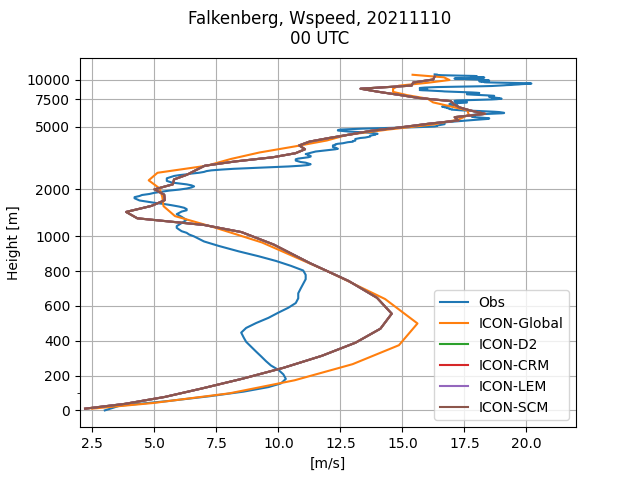 Falkenberg, Wspeed, 20211110
00 UTC
10000
7500
5000
2000
1000
800
600
400
200
0
Height [m]
Obs
ICON-Global
ICON-D2
ICON-CRM
ICON-LEM
ICON-SCM
2.5 5.0 7.5 10.0 12.5 15.0 17.5 20.0
[m/s]